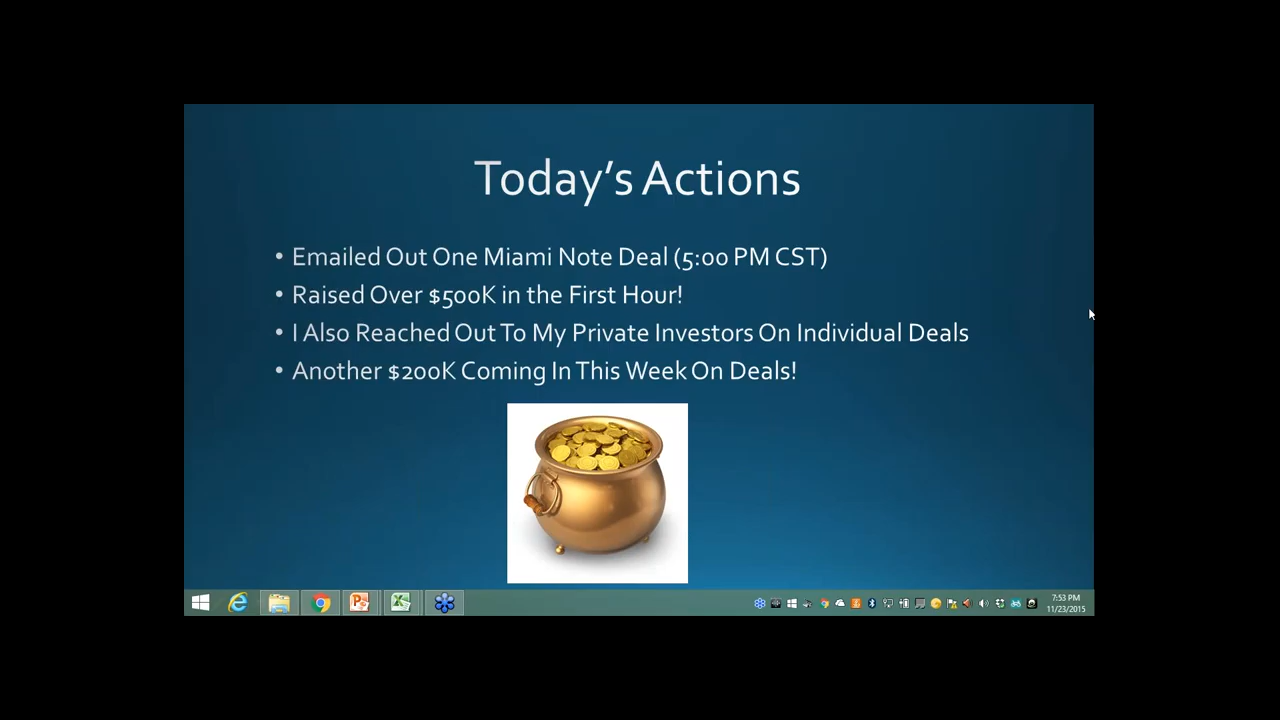 Today’s Actions
• Emailed Out One Miami Note Deal (5:00 PM CST)
• Raised Over $500K in the First Hour!
• I Also Reached Out To My Private Investors On Individual Deals
• Another $200K Coming In This Week On Deals!
7:53 PM
11/23/2015